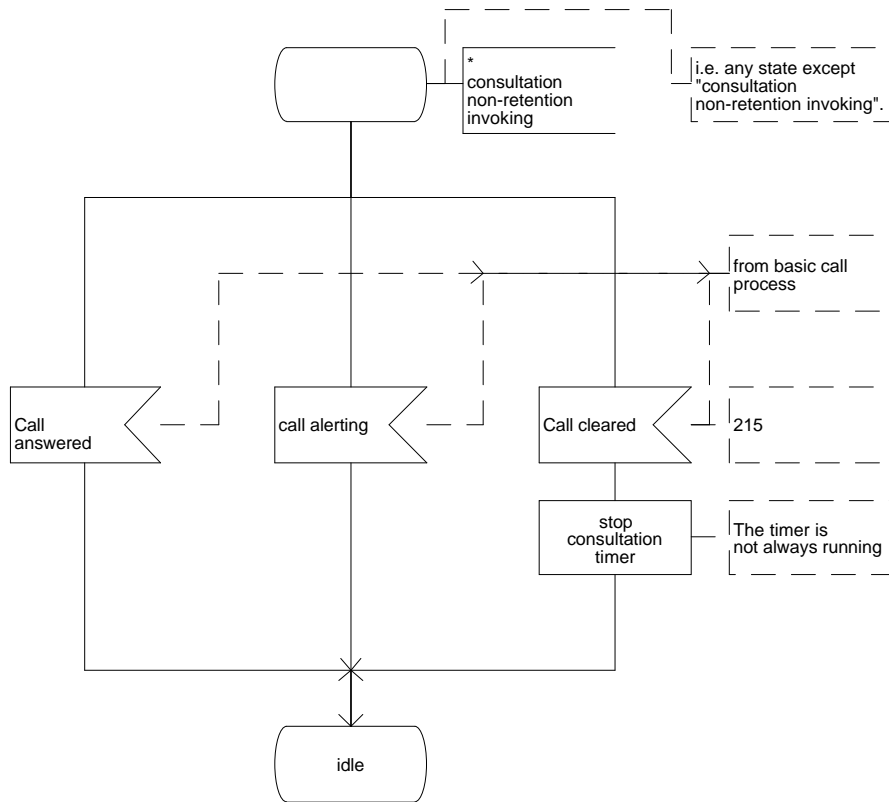 *
consultation
non-retention
invoking
i.e. any state except
"consultation
non-retention invoking".
from basic call
process
Call
answered
call alerting
Call cleared
215
stop
consultation
timer
The timer is
not always running
idle